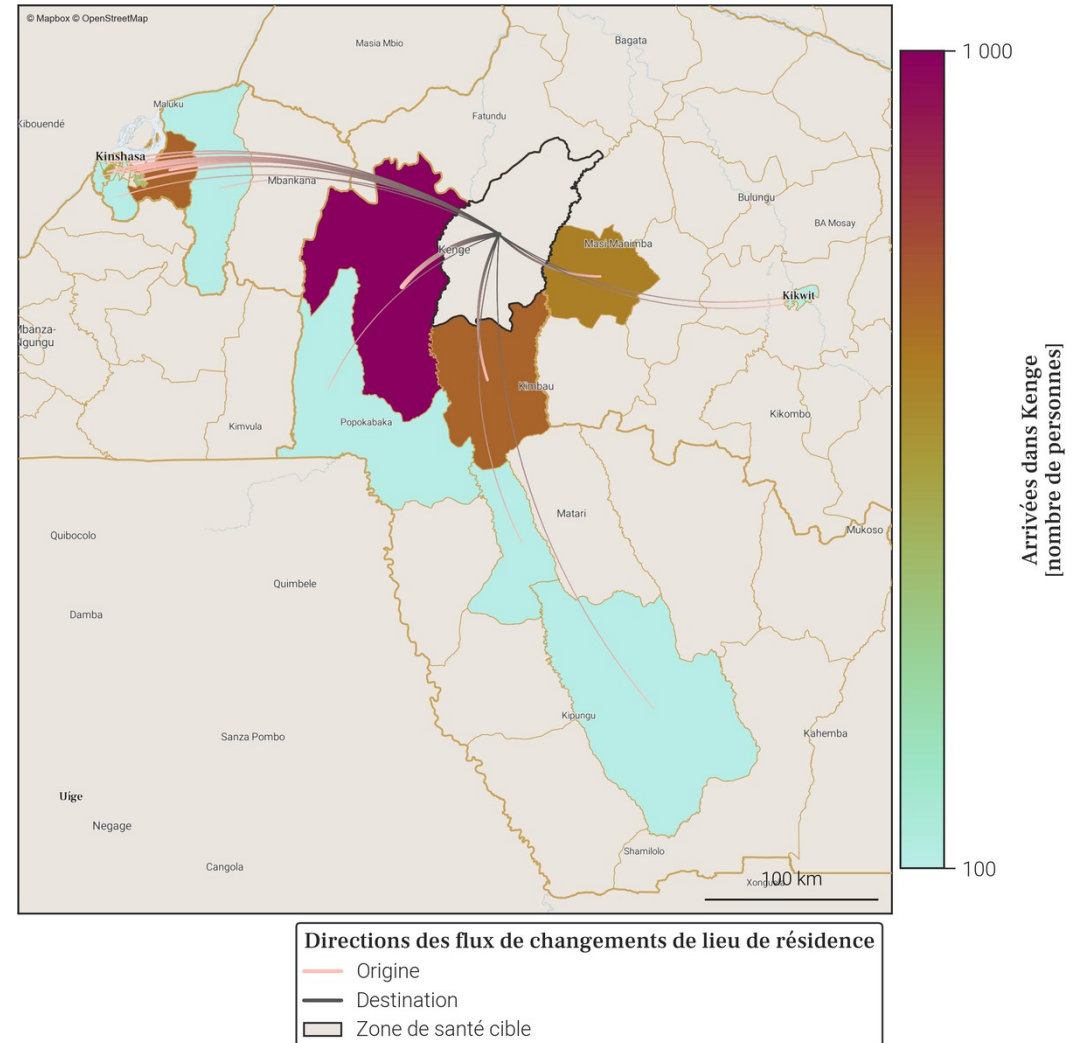 © Mapbox © OpenStreetMap
Masia Mbio
Bagata
Maluku
Fatundu
Kibouendé
Kinshasa
Mbankana
Bulungu
BA Mosay
Kenge
Masi Manimba
Kikwit
Mbanza-
Ngungu
Kimbau
Kikombo
Popokabaka
Kimvula
Matari
Mukoso
Quibocolo
Quimbele
Damba
Kipungu
Kahemba
Sanza Pombo
Uíge
Negage
Shamilolo
Cangola
100 km
1 000
100
Arrivées dans Kenge
[nombre de personnes]
Directions des flux de changements de lieu de résidence
Origine
Destination
Zone de santé cible